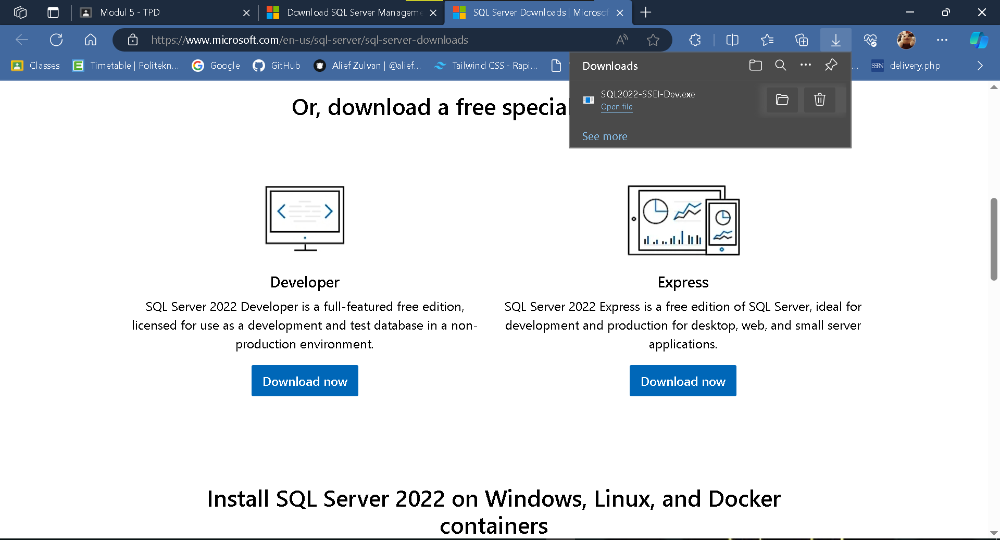 Modul 5 - TPD
Download SQL Server Manageme
SQL Server Downloads | Microsof
https://www.microsoft.com/en-us/sql-server/sql-server-downloads
Classes
Timetable | Politekn...
Google
GitHub
Alief Zulvan | @alief...
Tailwind CSS - Rapi...
...
SSRN
delivery.php
Downloads
SQL2022-SSEI-Dev.exe
Open file
See more
Or, download a free specia
Developer
SQL Server 2022 Developer is a full-featured free edition,
licensed for use as a development and test database in a non-
production environment.
Download now
Express
SQL Server 2022 Express is a free edition of SQL Server, ideal for
development and production for desktop, web, and small server
applications.
Download now
Install SQL Server 2022 on Windows, Linux, and Docker
containers